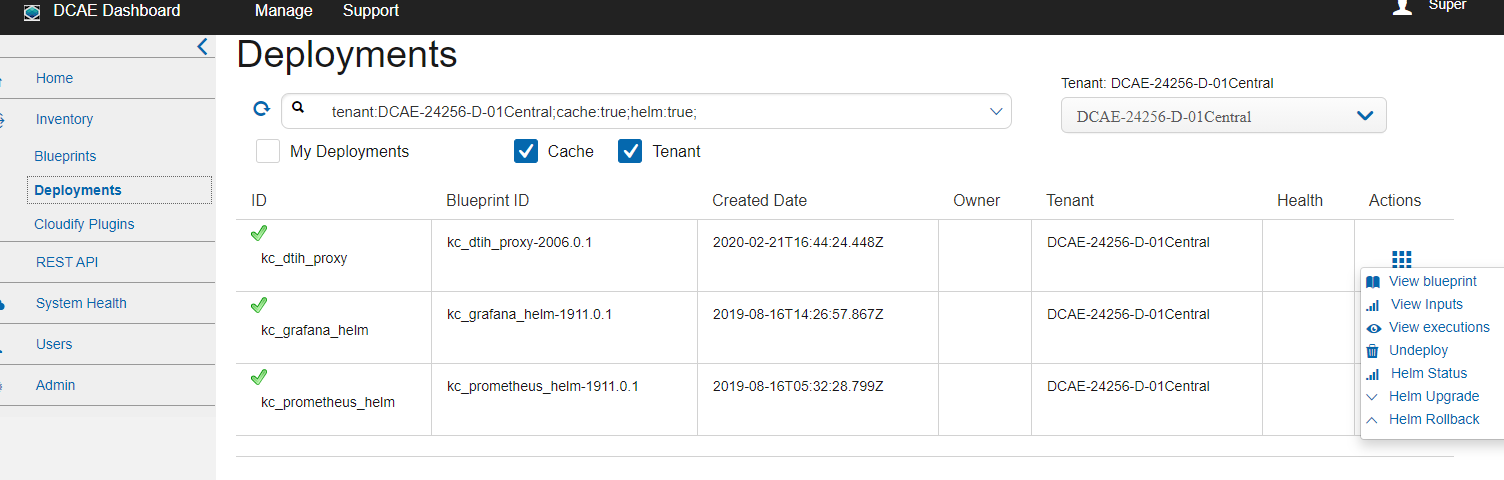 DCAE Dashboard Manage Support Super
Home
Inventory
Blueprints
Deployments
Cloudify Plugins
REST API
System Health
Users
Admin
Deployments
Tenant: DCAE-24256-D-01Central
tenant:DCAE-24256-D-01Central;cache:true;helm:true;
DCAE-24256-D-01Central
My Deployments Cache Tenant
ID Blueprint ID Created Date Owner Tenant Health Actions
kc_dtih_proxy kc_dtih_proxy-2006.0.1 2020-02-21T16:44:24.448Z DCAE-24256-D-01Central
kc_grafana_helm kc_grafana_helm-1911.0.1 2019-08-16T14:26:57.867Z DCAE-24256-D-01Central
kc_prometheus_helm kc_prometheus_helm-1911.0.1 2019-08-16T05:32:28.799Z DCAE-24256-D-01Central
View blueprint
View Inputs
View executions
Undeploy
Helm Status
Helm Upgrade
Helm Rollback